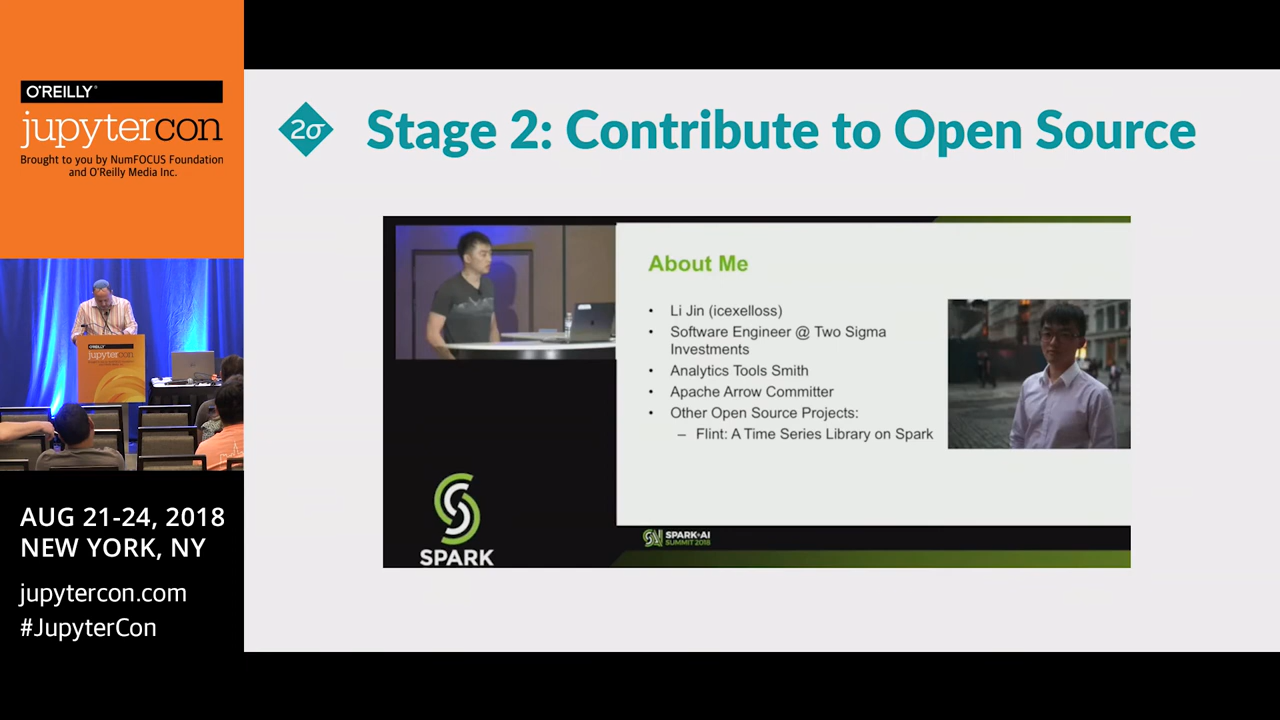 O'REILLY®
jupytercon
Brought to you by NumFOCUS Foundation
and O'Reilly Media Inc.
O'REILLY
jupytercon
AUG 21-24, 2018
NEW YORK, NY
jupytercon.com
#JupyterCon
2σ
Stage 2: Contribute to Open Source
About Me
• Li Jin (icexelloss)
• Software Engineer @ Two Sigma
Investments
• Analytics Tools Smith
• Apache Arrow Committer
• Other Open Source Projects:
– Flint: A Time Series Library on Spark
SPARK
SPARK+AI
SUMMIT 2018